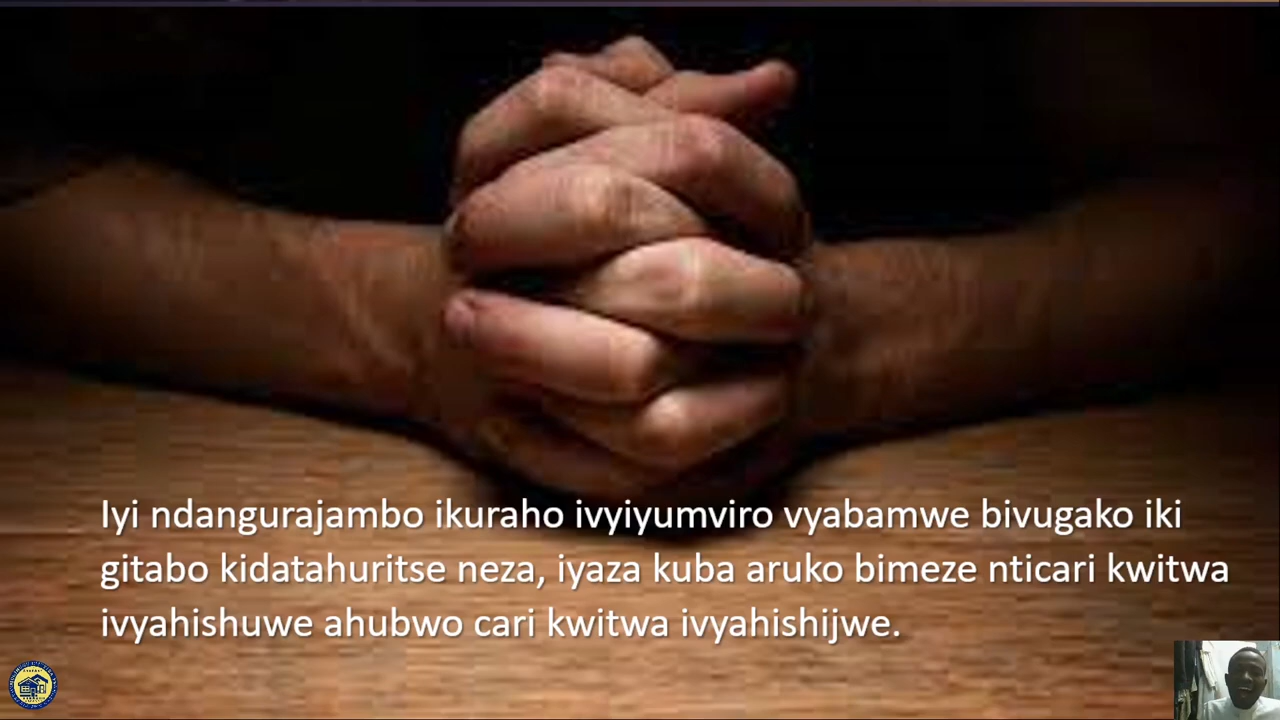 Iyi ndangurajambo ikuraho ivyiyumviro vyabamwe bivugako iki
gitabo kidatahuritse neza, iyaza kuba aruko bimeze nticari kwitwa
ivyahishuwe ahubwo cari kwitwa ivyahishijwe.